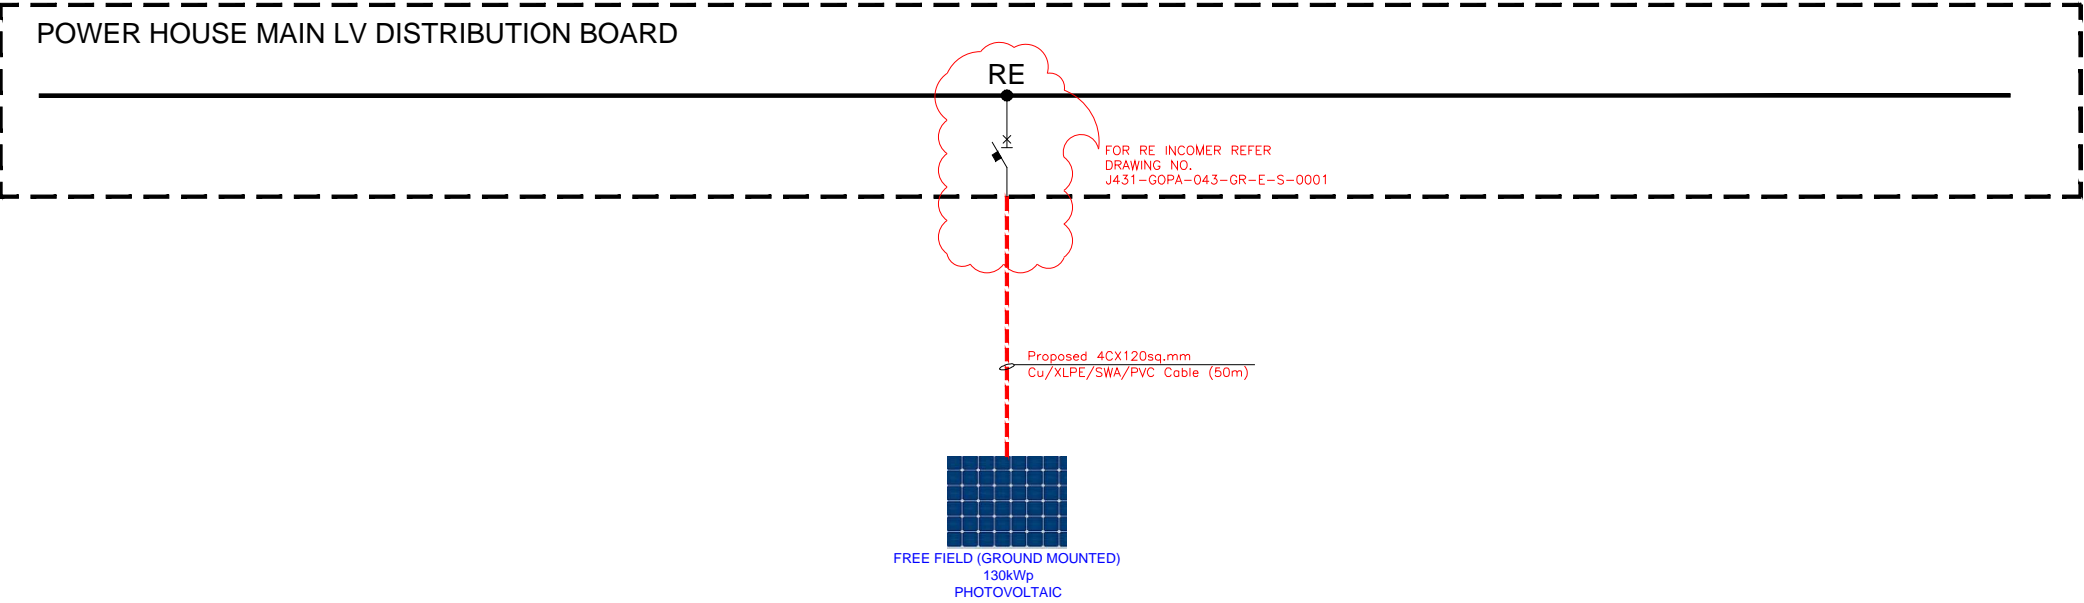 POWER HOUSE MAIN LV DISTRIBUTION BOARD
RE
FOR RE INCOMER REFER
DRAWING NO.
J431-GOPA-043-GR-E-S-0001
Proposed 4CX120sq.mm
Cu/XLPE/SWA/PVC Cable (50m)
FREE FIELD (GROUND MOUNTED)
130kWp
PHOTOVOLTAIC